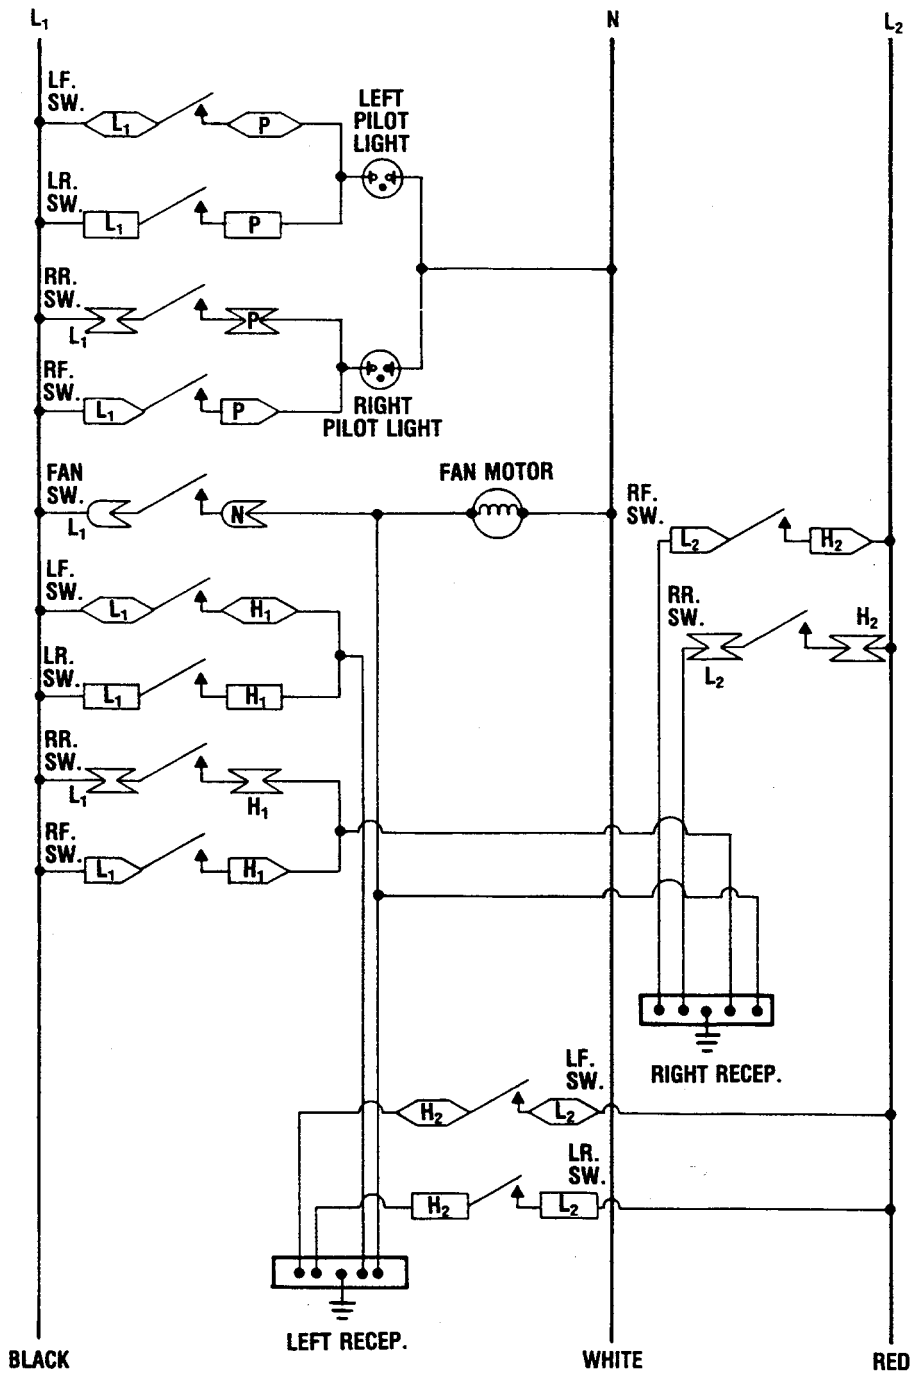 L1
N
L2
LF.
SW.
L1
P
LEFT
PILOT
LIGHT
LR.
SW.
L1
P
RR.
SW.
L1
P
RF.
SW.
L1
P
RIGHT
PILOT LIGHT
FAN
SW.
L1
N
FAN MOTOR
RF.
SW.
L2
H2
LF.
SW.
L1
H1
RR.
SW.
L2
H2
LR.
SW.
L1
H1
RR.
SW.
L1
H1
RF.
SW.
L1
H1
RIGHT RECEP.
LF.
SW.
H2
L2
LR.
SW.
H2
L2
LEFT RECEP.
BLACK
WHITE
RED